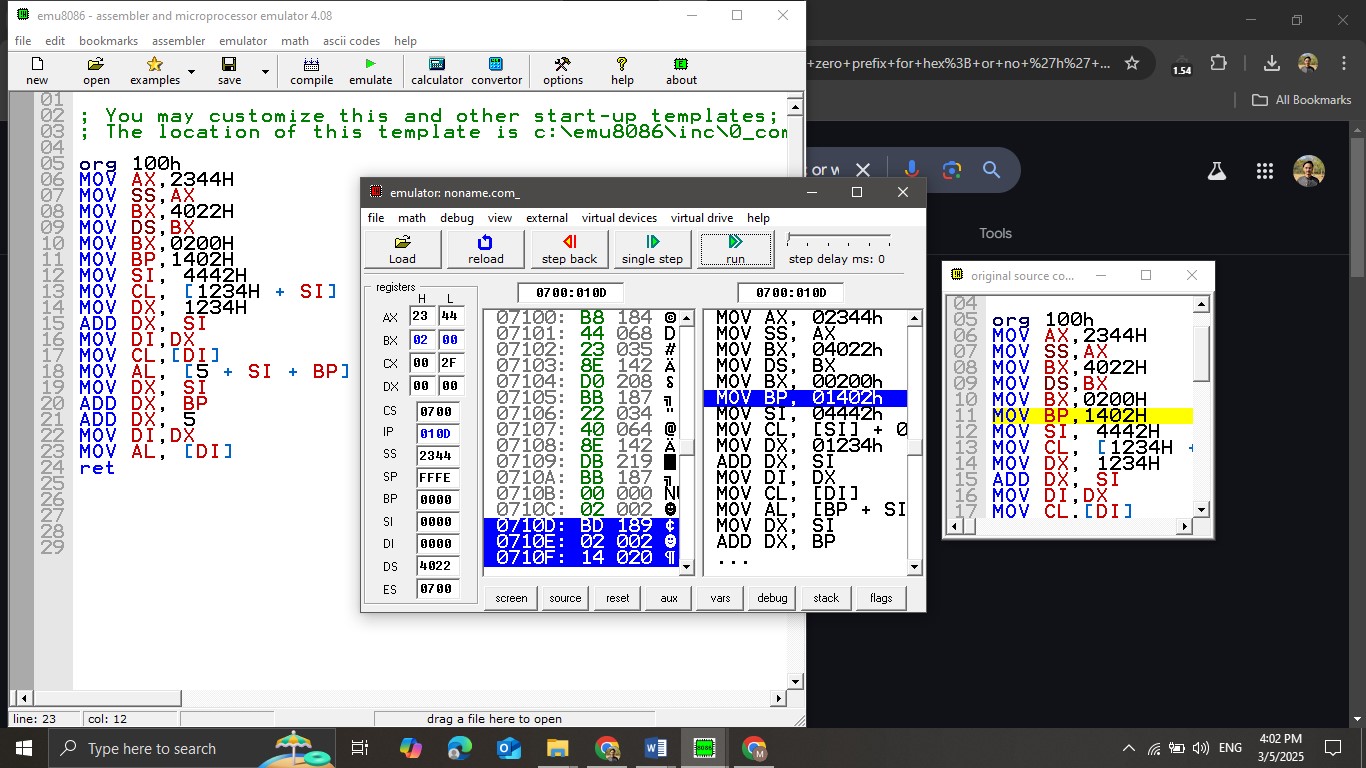 emu8086 - assembler and microprocessor emulator 4.08
file edit bookmarks assembler emulator math ascii codes help
new open examples save compile emulate calculator convertor options help about
01
02 ; You may customize this and other start-up templates;
03 ; The location of this template is c:\emu8086\inc\0_com
04
05 org 100h
06 MOV AX,2344H
07 MOV SS,AX
08 MOV BX,4022H
09 MOV DS,BX
10 MOV BX,0200H
11 MOV BP,1402H
12 MOV SI, 4442H
13 MOV CL, [1234H + SI]
14 MOV DX, 1234H
15 ADD DX, SI
16 MOV DI,DX
17 MOV CL,[DI]
18 MOV AL, [5 + SI + BP]
19 MOV DX, SI
20 ADD DX, BP
21 ADD DX, 5
22 MOV DI,DX
23 MOV AL, [DI]
24 ret
25
26
27
28
29
line: 23 col: 12 drag a file here to open
emulator: noname.com_
file math debug view external virtual devices virtual drive help
Load reload step back single step run step delay ms: 0
registers
H L
AX 23 44
BX 02 00
CX 00 2F
DX 00 00
CS 0700
IP 010D
SS 2344
SP FFFE
BP 0000
SI 0000
DI 0000
DS 4022
ES 0700
0700:010D 0700:010D
07100: B8 184 @
07101: 44 068 D
07102: 23 035 #
07103: 8E 142 Ä
07104: D0 208
07105: BB 187 ╗
07106: 22 034 "
07107: 40 064 @
07108: 8E 142 Ä
07109: DB 219 █
0710A: BB 187 ╗
0710B: 00 000 NU
0710C: 02 002 ☻
0710D: BD 189 ¢
0710E: 02 002 ☻
0710F: 14 020 ¶
MOV AX, 02344h
MOV SS, AX
MOV BX, 04022h
MOV DS, BX
MOV BX, 00200h
MOV BP, 01402h
MOV SI, 04442h
MOV CL, [SI] + 0
MOV DX, 01234h
ADD DX, SI
MOV DI, DX
MOV CL, [DI]
MOV AL, [BP + SI
MOV DX, SI
ADD DX, BP
...
screen source reset aux vars debug stack flags
original source co...
04
05 org 100h
06 MOV AX,2344H
07 MOV SS,AX
08 MOV BX,4022H
09 MOV DS,BX
10 MOV BX,0200H
11 MOV BP,1402H
12 MOV SI, 4442H
13 MOV CL, [1234H +
14 MOV DX, 1234H
15 ADD DX, SI
16 MOV DI,DX
17 MOV CL,[DI]
+ zero+prefix+for+hex%3B+or+no+%27h%27+...
1.54
All Bookmarks
or w
Tools
Type here to search
W
8086
M
ENG
4:02 PM
3/5/2025